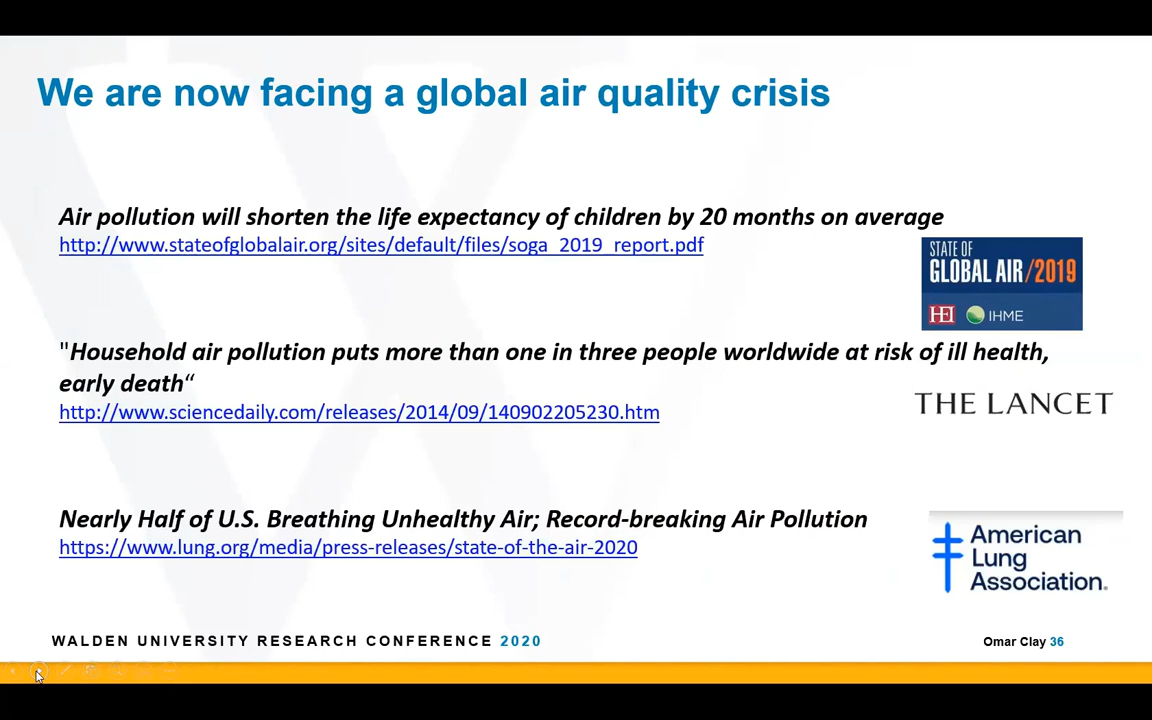 We are now facing a global air quality crisis
Air pollution will shorten the life expectancy of children by 20 months on average
http://www.stateofglobalair.org/sites/default/files/soga_2019_report.pdf
STATE OF
GLOBAL AIR/2019
HEI IHME
"Household air pollution puts more than one in three people worldwide at risk of ill health,
early death“
http://www.sciencedaily.com/releases/2014/09/140902205230.htm
THE LANCET
Nearly Half of U.S. Breathing Unhealthy Air; Record-breaking Air Pollution
https://www.lung.org/media/press-releases/state-of-the-air-2020
American
Lung
Association®
WALDEN UNIVERSITY RESEARCH CONFERENCE 2020
Omar Clay 36